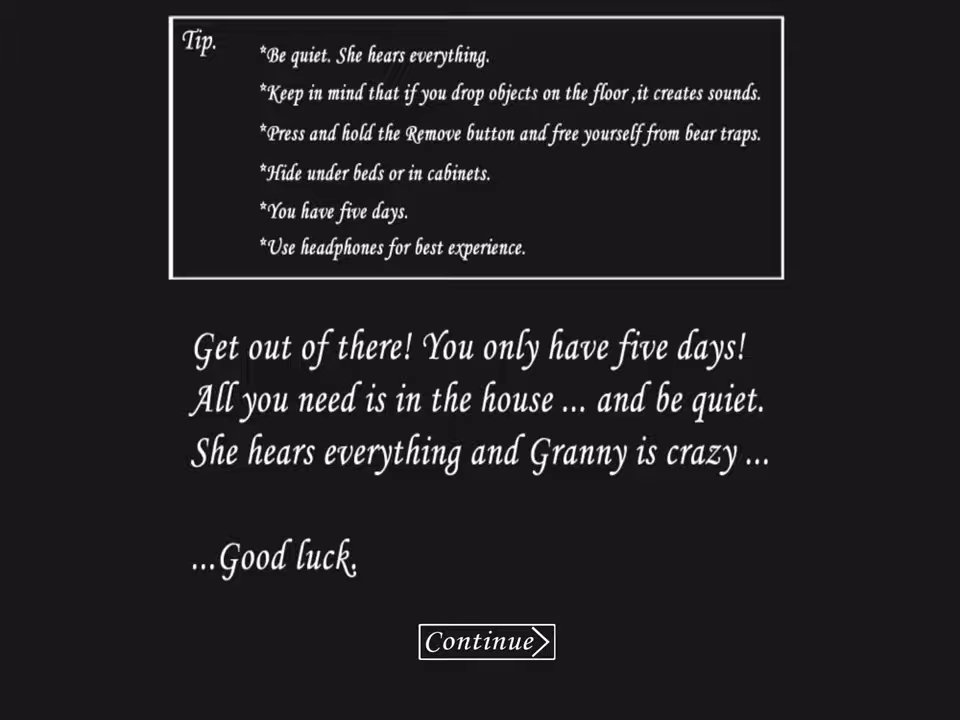 Tip.
*Be quiet. She hears everything.
*Keep in mind that if you drop objects on the floor ,it creates sounds.
*Press and hold the Remove button and free yourself from bear traps.
*Hide under beds or in cabinets.
*You have five days.
*Use headphones for best experience.
Get out of there! You only have five days!
All you need is in the house ... and be quiet.
She hears everything and Granny is crazy ...
...Good luck.
Continue